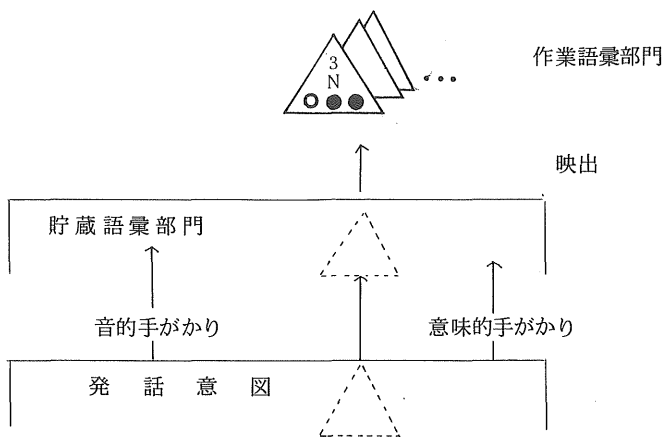 3
N
作業語彙部門
映出
貯蔵語彙部門
音的手がかり
意味的手がかり
発話意図